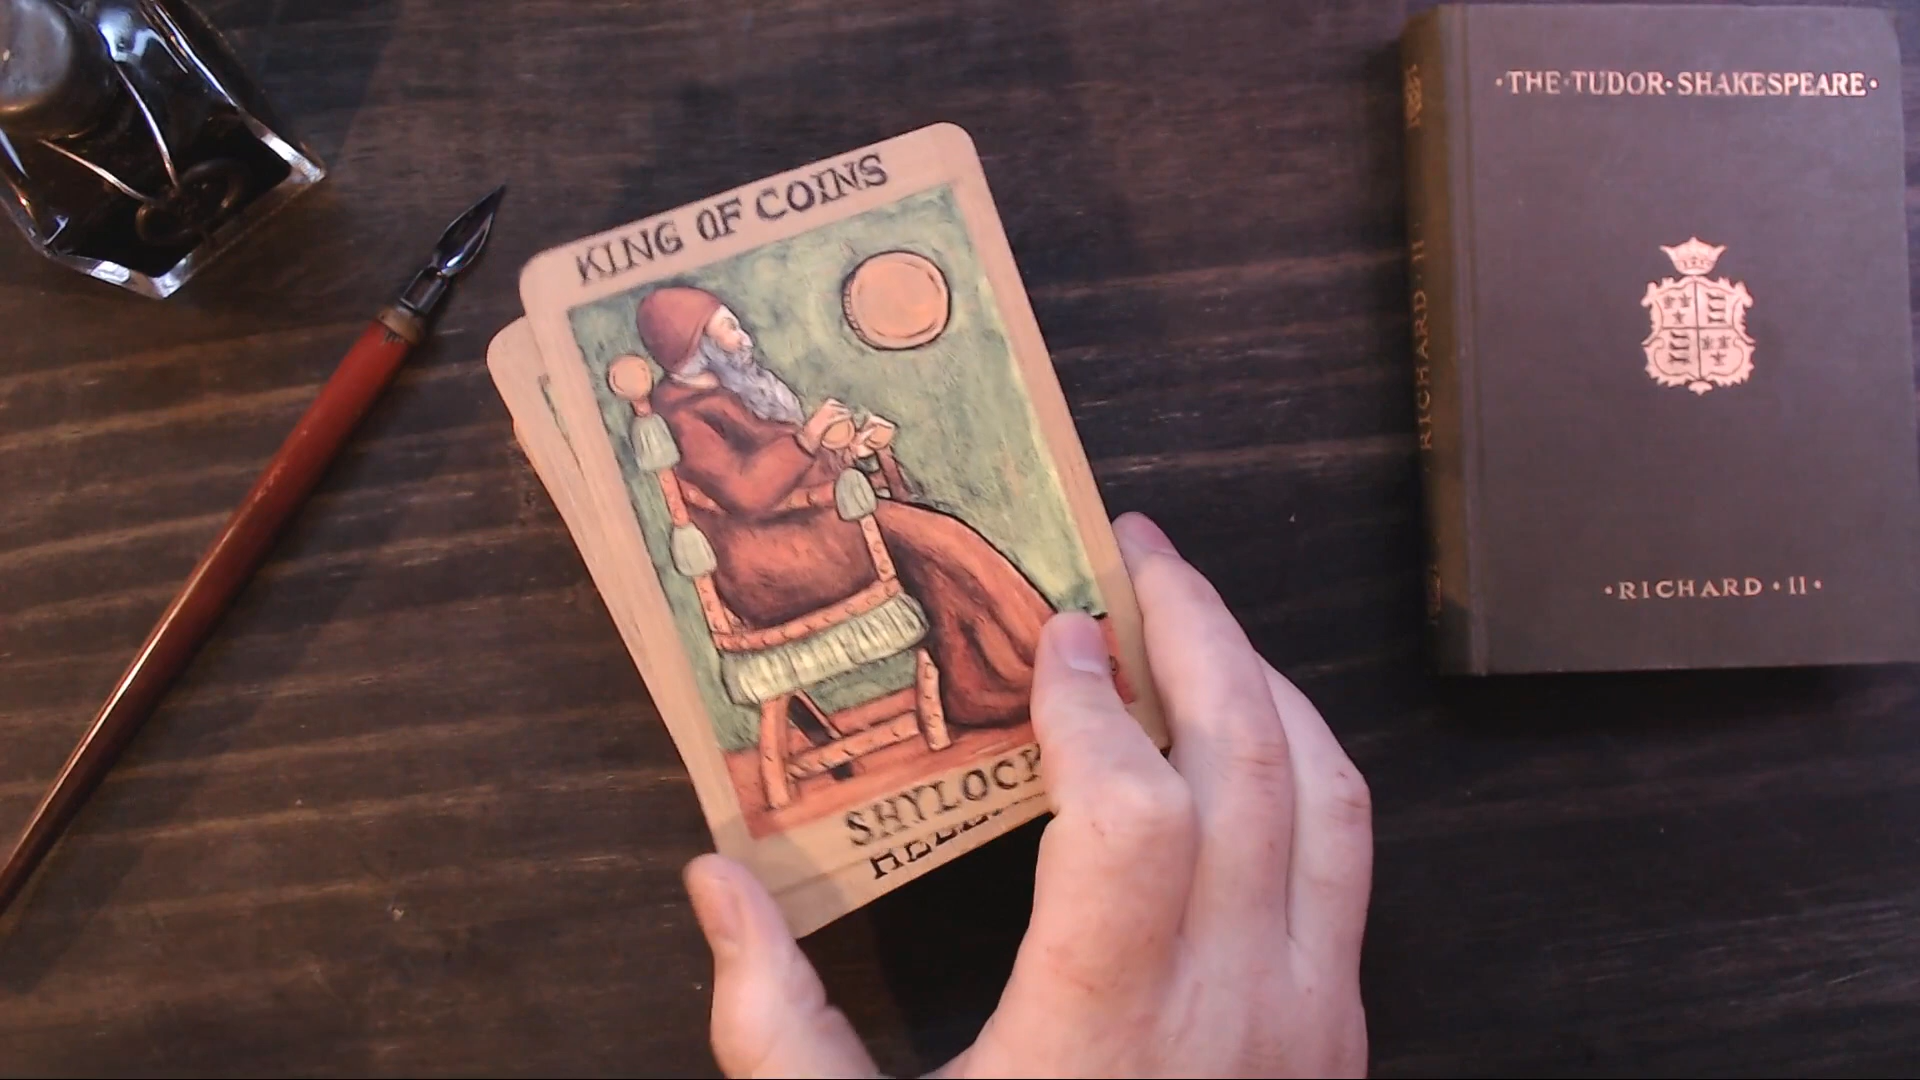 KING OF COINS
SHYLOCK
·THE·TUDOR·SHAKESPEARE·
·RICHARD·II·
RICHARD II